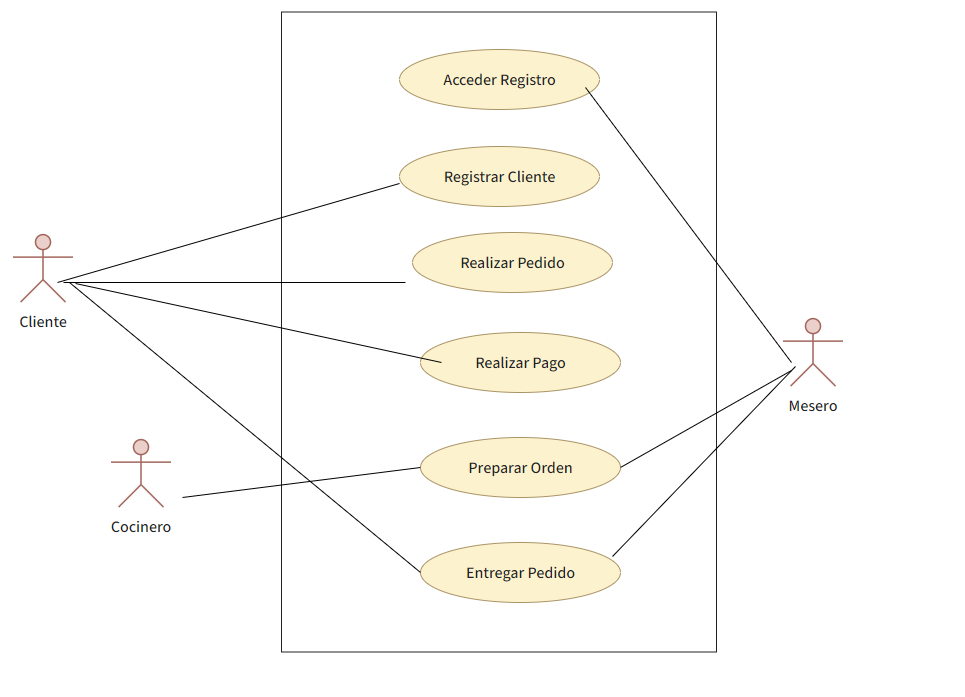 Acceder Registro
Registrar Cliente
Realizar Pedido
Cliente
Realizar Pago
Mesero
Preparar Orden
Cocinero
Entregar Pedido